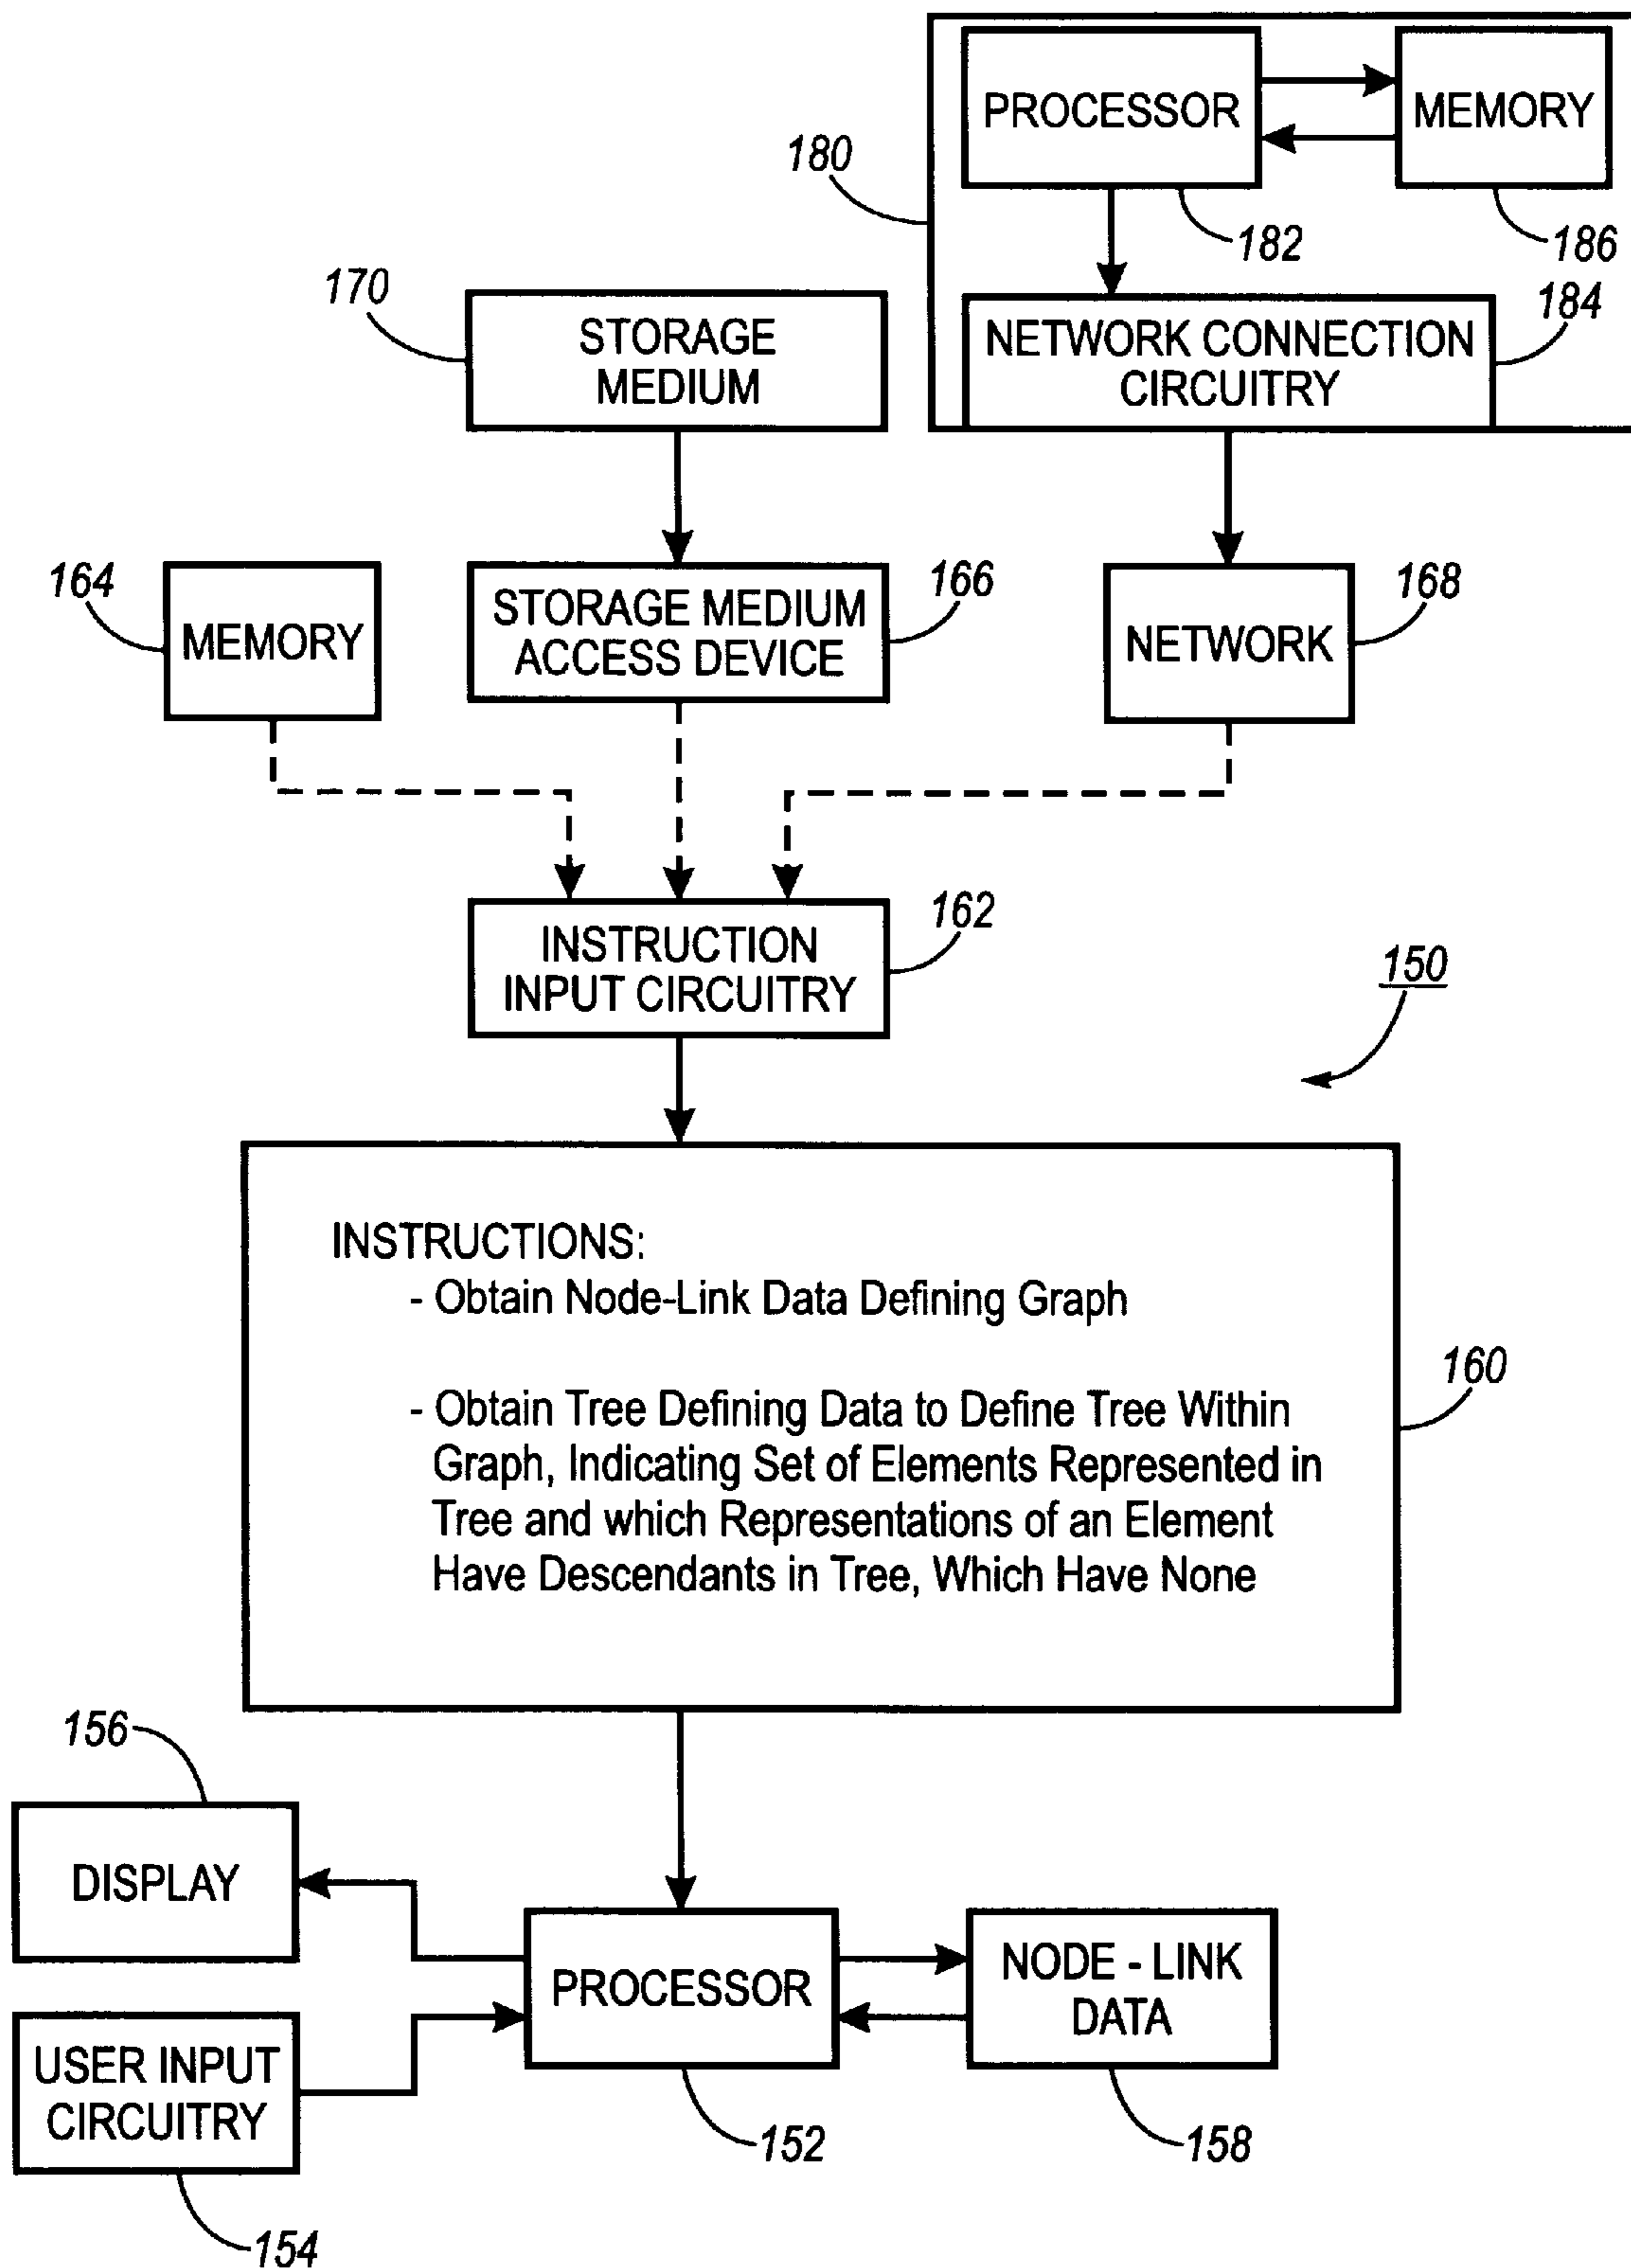 PROCESSOR
MEMORY
180
182
186
170
STORAGE
MEDIUM
184
NETWORK CONNECTION
CIRCUITRY
164
MEMORY
166
STORAGE MEDIUM
ACCESS DEVICE
168
NETWORK
162
INSTRUCTION
INPUT CIRCUITRY
150
INSTRUCTIONS:
- Obtain Node-Link Data Defining Graph
160
- Obtain Tree Defining Data to Define Tree Within
Graph, Indicating Set of Elements Represented in
Tree and which Representations of an Element
Have Descendants in Tree, Which Have None
156
DISPLAY
PROCESSOR
NODE - LINK
DATA
USER INPUT
CIRCUITRY
152
158
154